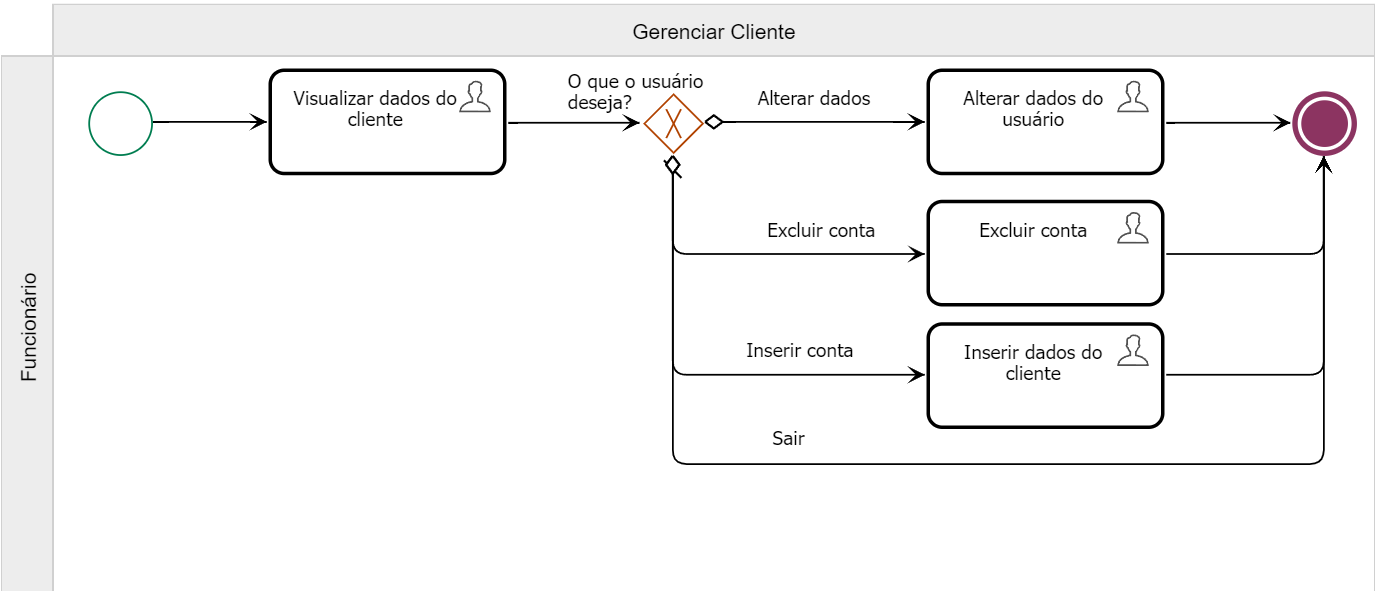 Gerenciar Cliente
Funcionário
Visualizar dados do
cliente
O que o usuário
deseja?
X
Alterar dados
Alterar dados do
usuário
Excluir conta
Excluir conta
Inserir conta
Inserir dados do
cliente
Sair